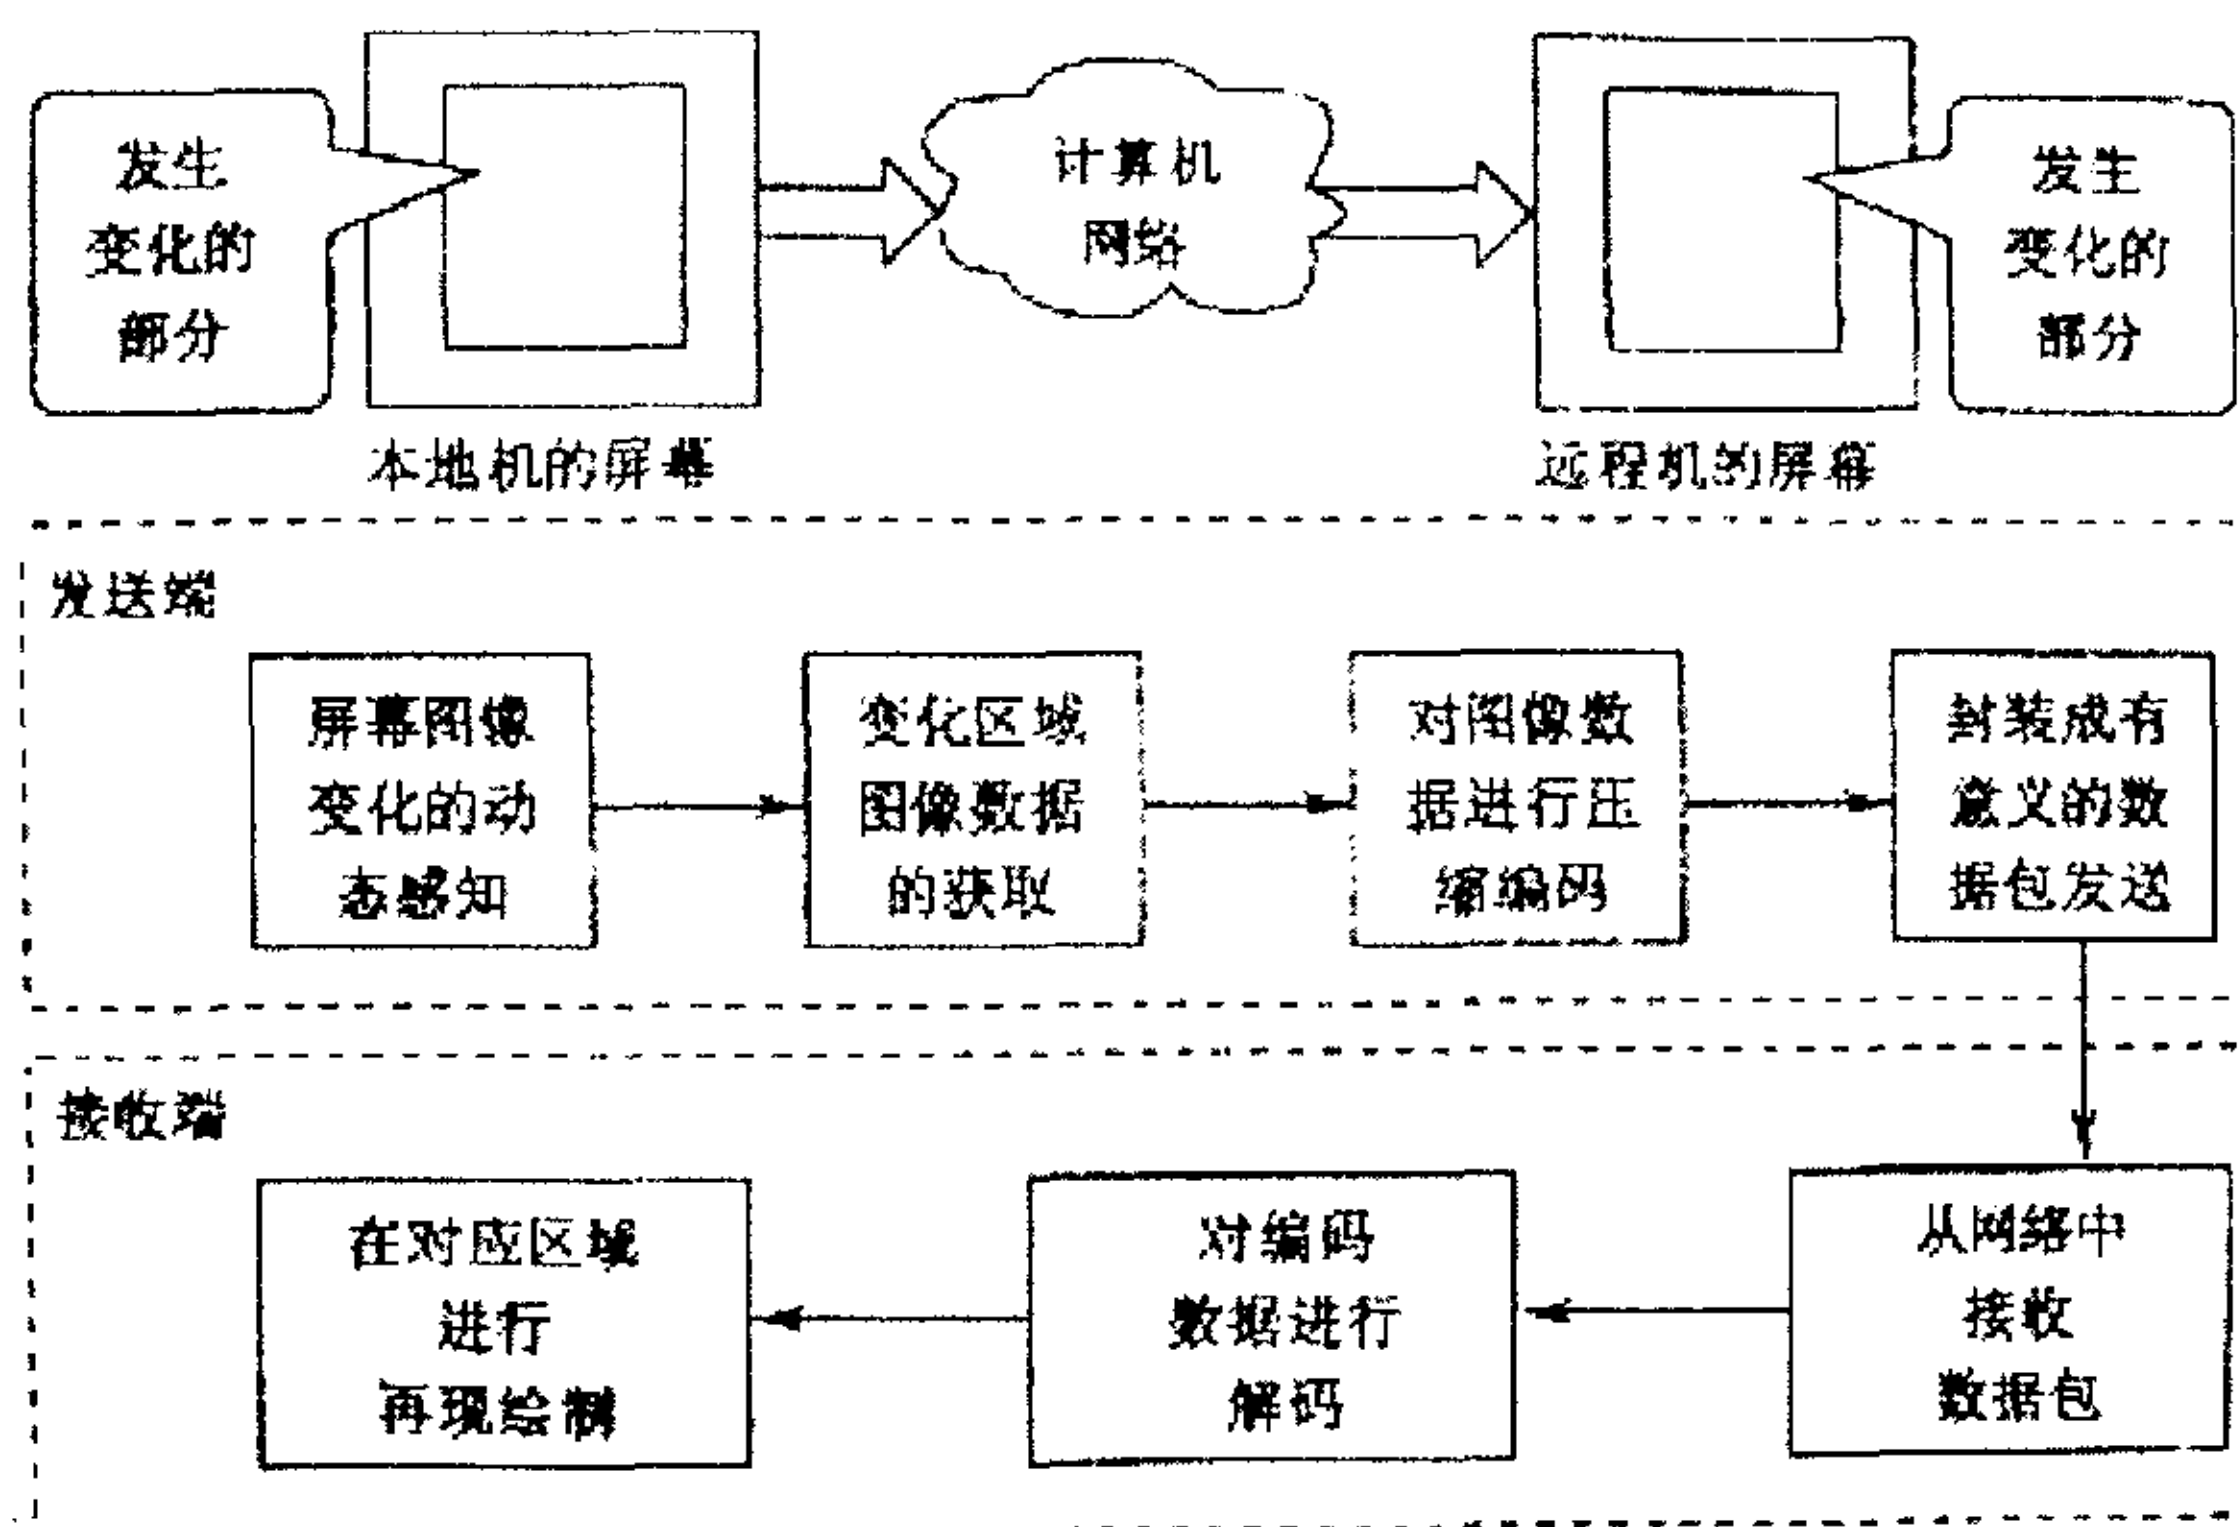 发生
变化的
部分
计算机
网络
发生
变化的
部分
本地机的屏幕
远程机的屏幕
发送端
屏幕图像
变化的动
态感知
变化区域
图像数据
的获取
对图像数
据进行压
缩编码
封装成有
意义的数
据包发送
接收端
在对应区域
进行
再现绘制
对编码
数据进行
解码
从网络中
接收
数据包